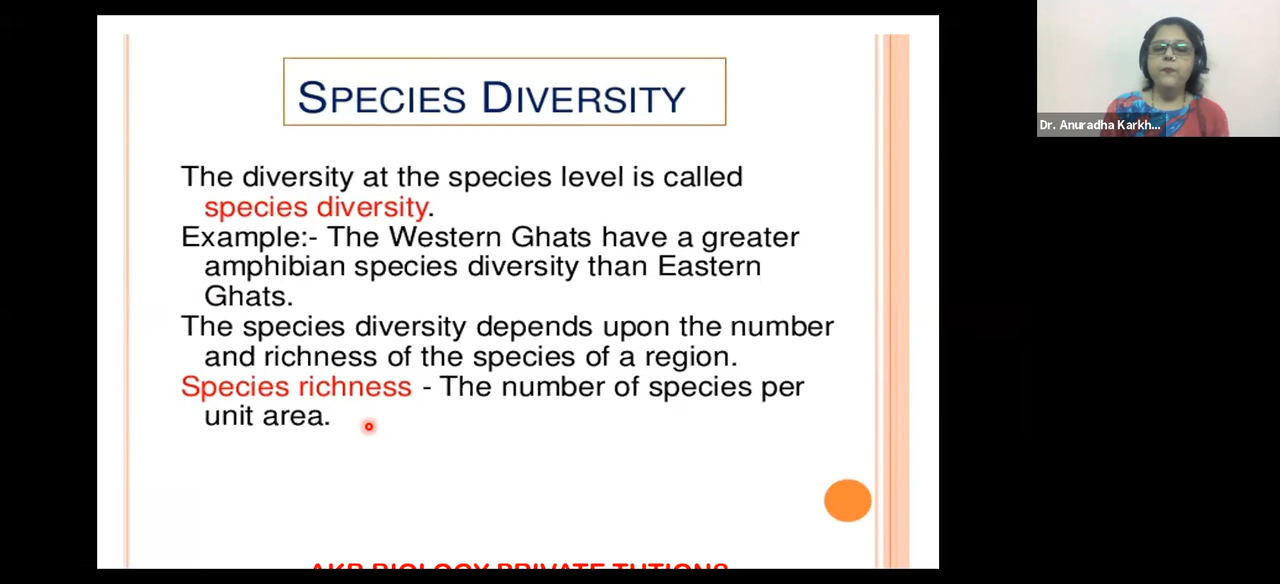 SPECIES DIVERSITY
The diversity at the species level is called
species diversity.
Example:- The Western Ghats have a greater
amphibian species diversity than Eastern
Ghats.
The species diversity depends upon the number
and richness of the species of a region.
Species richness - The number of species per
unit area.
AKB BIOLOGY PRIVATE TUTIONS
Dr. Anuradha Karkh...